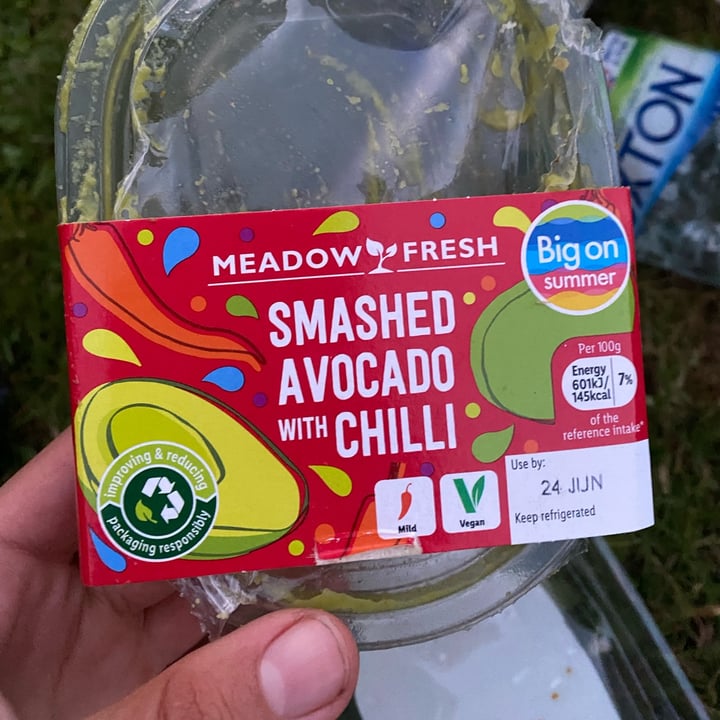 MEADOW FRESH
Big on
summer
SMASHED
AVOCADO
WITH CHILLI
Per 100g
Energy
601kJ/
145kcal
7%
of the
reference intake*
improving & reducing
packaging responsibly
Mild
Vegan
Use by:
24 JUN
Keep refrigerated
XTON